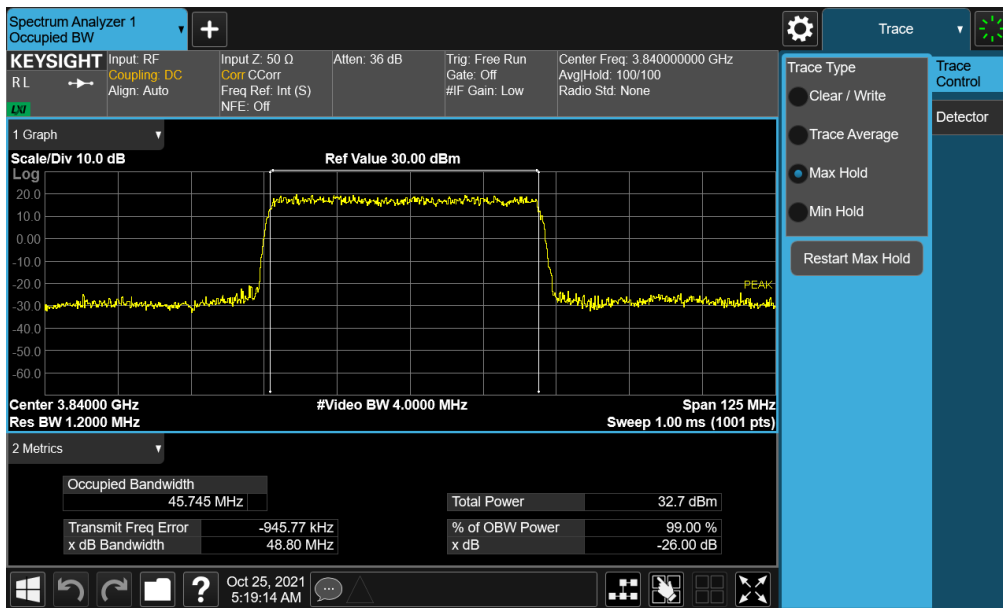 Spectrum Analyzer 1
Occupied BW
Trace
KEYSIGHT
R L
LXI
Input: RF
Coupling: DC
Align: Auto
Input Z: 50 Ω
Corr CCorr
Freq Ref: Int (S)
NFE: Off
Atten: 36 dB
Trig: Free Run
Gate: Off
#IF Gain: Low
Center Freq: 3.840000000 GHz
Avg|Hold: 100/100
Radio Std: None
Trace Type
Clear / Write
Trace Average
Max Hold
Min Hold
Restart Max Hold
Trace
Control
Detector
1 Graph
Scale/Div 10.0 dB
Ref Value 30.00 dBm
Log
20.0
10.0
0.00
-10.0
-20.0
-30.0
-40.0
-50.0
-60.0
PEAK
Center 3.84000 GHz
#Video BW 4.0000 MHz
Span 125 MHz
Res BW 1.2000 MHz
Sweep 1.00 ms (1001 pts)
2 Metrics
Occupied Bandwidth
45.745 MHz
Total Power 32.7 dBm
Transmit Freq Error -945.77 kHz
% of OBW Power 99.00 %
x dB Bandwidth 48.80 MHz
x dB -26.00 dB
?
Oct 25, 2021
5:19:14 AM